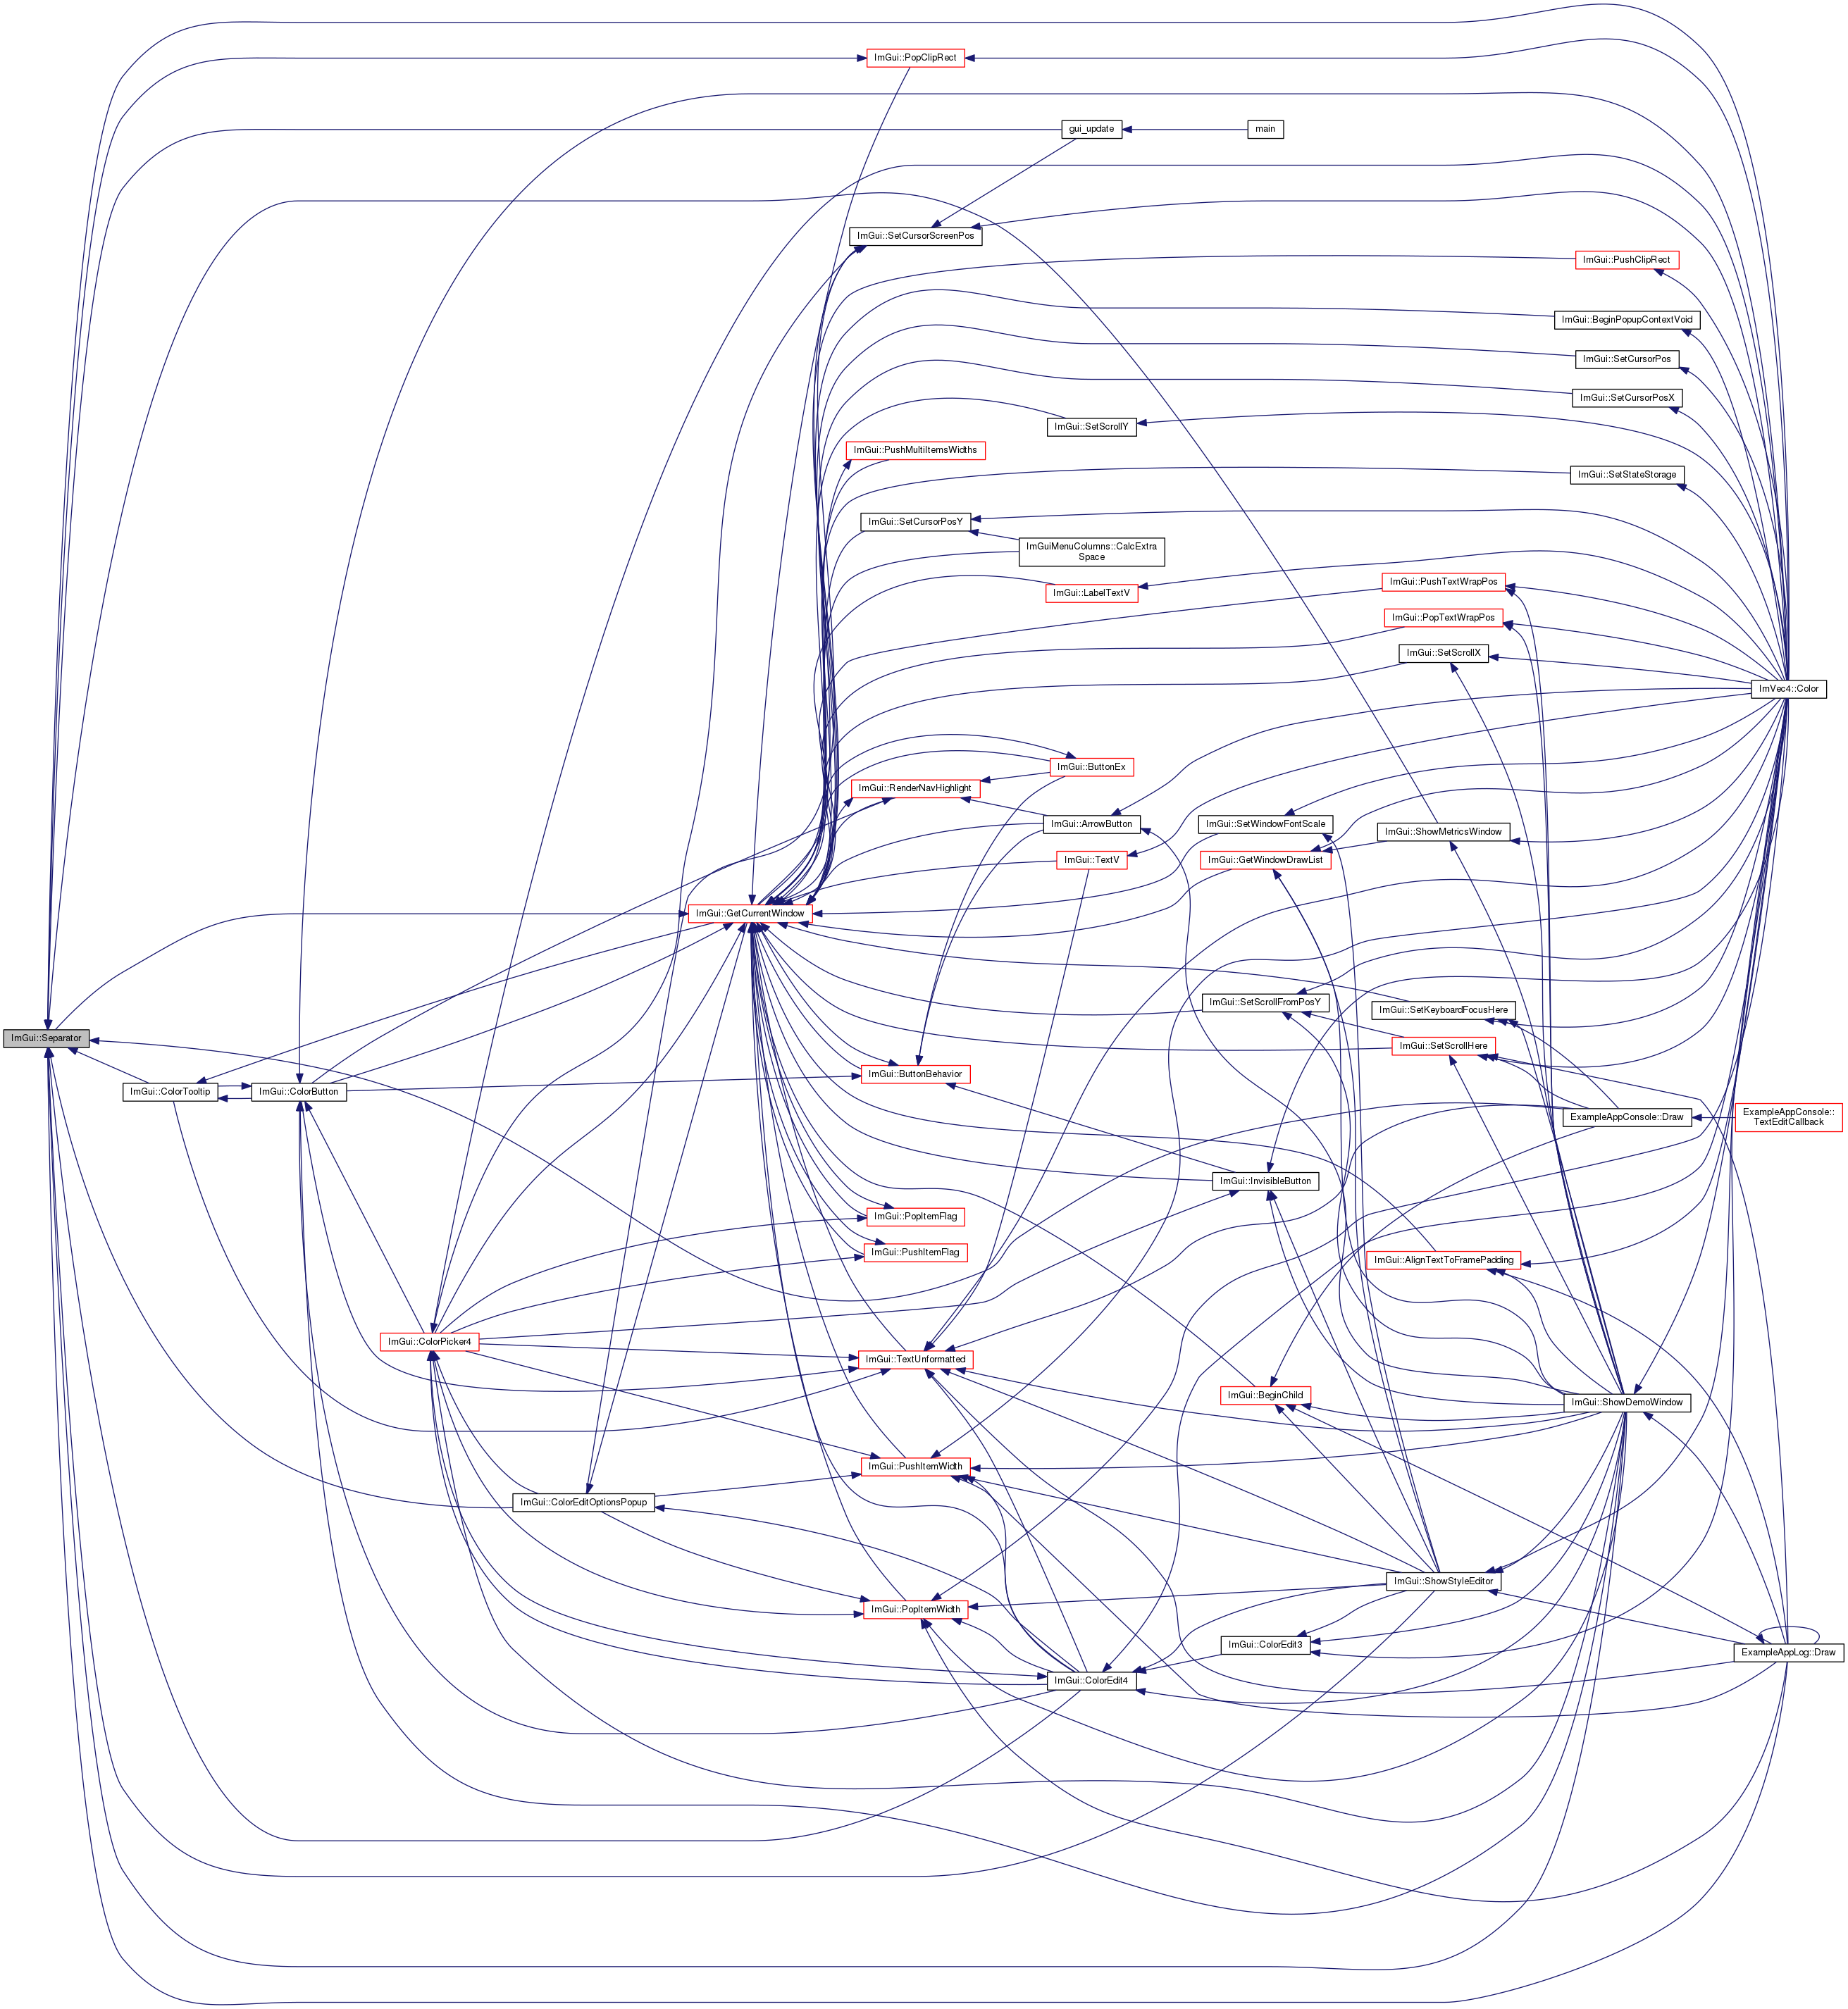 ImGui::PopClipRect
gui_update
main
ImGui::SetCursorScreenPos
ImGui::PushClipRect
ImGui::BeginPopupContextVoid
ImGui::SetCursorPos
ImGui::SetCursorPosX
ImGui::SetScrollY
ImGui::PushMultiItemsWidths
ImGui::SetStateStorage
ImGui::SetCursorPosY
ImGuiMenuColumns::CalcExtra
Space
ImGui::LabelTextV
ImGui::PushTextWrapPos
ImGui::PopTextWrapPos
ImGui::SetScrollX
ImVec4::Color
ImGui::ButtonEx
ImGui::RenderNavHighlight
ImGui::ArrowButton
ImGui::SetWindowFontScale
ImGui::ShowMetricsWindow
ImGui::TextV
ImGui::GetWindowDrawList
ImGui::GetCurrentWindow
ImGui::SetScrollFromPosY
ImGui::SetKeyboardFocusHere
ImGui::Separator
ImGui::SetScrollHere
ImGui::ButtonBehavior
ImGui::ColorTooltip
ImGui::ColorButton
ExampleAppConsole::Draw
ExampleAppConsole::
TextEditCallback
ImGui::InvisibleButton
ImGui::PopItemFlag
ImGui::PushItemFlag
ImGui::AlignTextToFramePadding
ImGui::ColorPicker4
ImGui::TextUnformatted
ImGui::BeginChild
ImGui::ShowDemoWindow
ImGui::PushItemWidth
ImGui::ColorEditOptionsPopup
ImGui::ShowStyleEditor
ImGui::PopItemWidth
ImGui::ColorEdit3
ExampleAppLog::Draw
ImGui::ColorEdit4